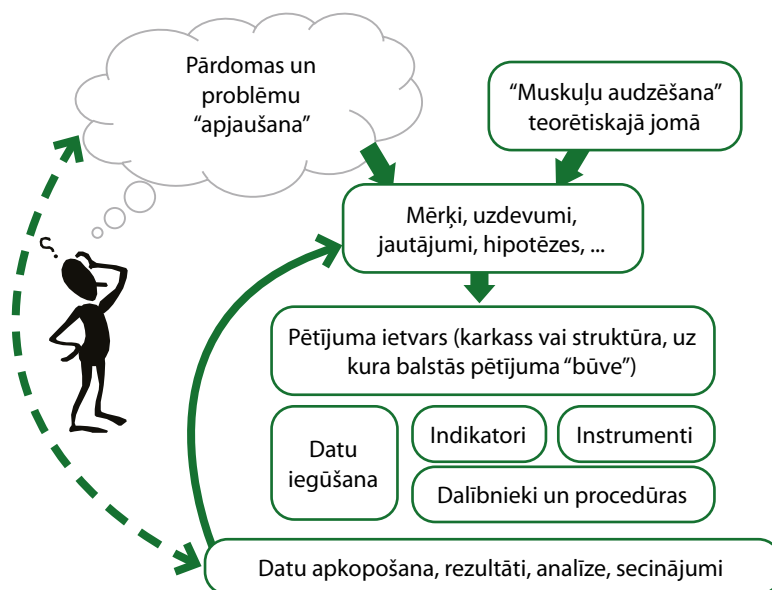 Pārdomas un
problēmu
“apjaušana”
“Muskuļu audzēšana”
teorētiskajā jomā
Mērķi, uzdevumi,
jautājumi, hipotēzes, ...
Pētījuma ietvars (karkass vai struktūra, uz
kura balstās pētījuma “būve”)
Datu
iegūšana
Indikatori
Instrumenti
Dalībnieki un procedūras
Datu apkopošana, rezultāti, analīze, secinājumi